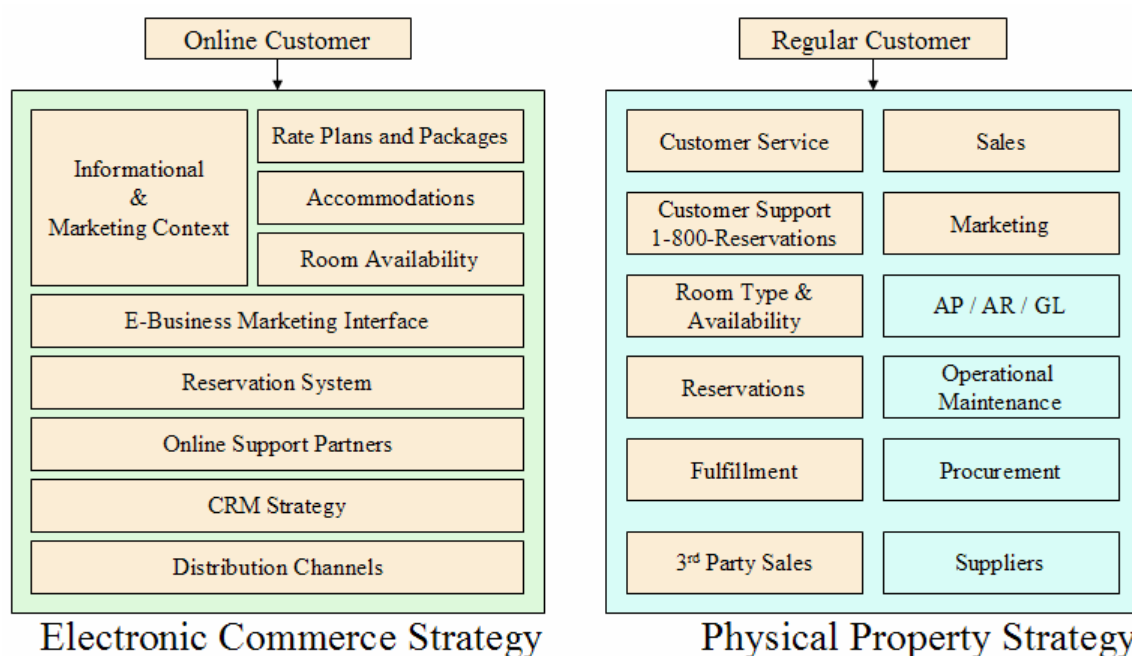 Online Customer
Informational
&
Marketing Context
Rate Plans and Packages
Accommodations
Room Availability
E-Business Marketing Interface
Reservation System
Online Support Partners
CRM Strategy
Distribution Channels
Electronic Commerce Strategy
Regular Customer
Customer Service
Sales
Customer Support
1-800-Reservations
Marketing
Room Type &
Availability
AP / AR / GL
Reservations
Operational
Maintenance
Fulfillment
Procurement
3rd Party Sales
Suppliers
Physical Property Strategy